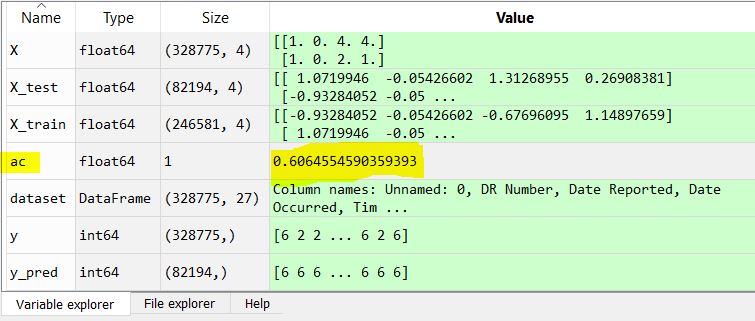 Name Type Size Value
X float64 (328775, 4) [[1. 0. 4. 4.]
[1. 0. 2. 1.]
X_test float64 (82194, 4) [[ 1.0719946 -0.05426602 1.31268955 0.26908381]
[-0.93284052 -0.05 ...
X_train float64 (246581, 4) [[-0.93284052 -0.05426602 -0.67696095 1.14897659]
[ 1.0719946 -0.05 ...
ac float64 1 0.6064554590359393
dataset DataFrame (328775, 27) Column names: Unnamed: 0, DR Number, Date Reported, Date
Occurred, Tim ...
y int64 (328775,) [6 2 2 ... 6 2 6]
y_pred int64 (82194,) [6 6 6 ... 6 6 6]
Variable explorer File explorer Help